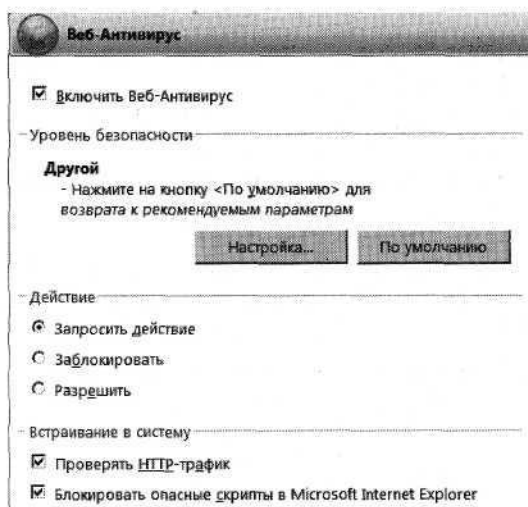 Веб-Антивирус
Включить Веб-Антивирус
Уровень безопасности
Другой
- Нажмите на кнопку <По умолчанию> для
возврата к рекомендуемым параметрам
Настройка... По умолчанию
Действие
Запросить действие
Заблокировать
Разрешить
Встраивание в систему
Проверять HTTP-трафик
Блокировать опасные скрипты в Microsoft Internet Explorer